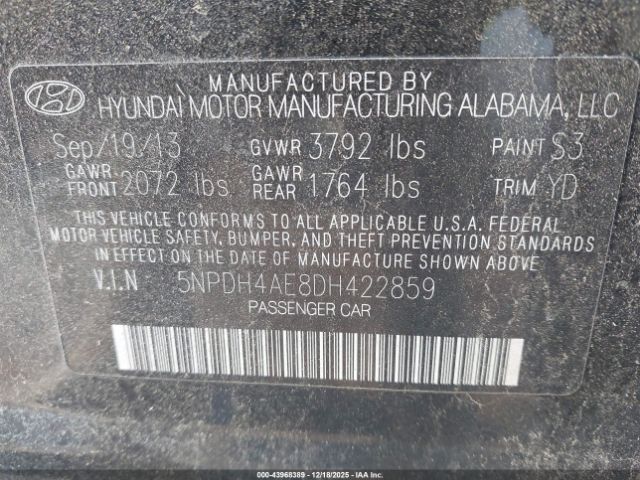 MANUFACTURED BY
HYUNDAI MOTOR MANUFACTURING ALABAMA, LLC
Sep/19/13 GVWR 3792 lbs PAINT S3
GAWR FRONT 2072 lbs GAWR REAR 1764 lbs TRIM YD
THIS VEHICLE CONFORMS TO ALL APPLICABLE U.S.A. FEDERAL
MOTOR VEHICLE SAFETY, BUMPER, AND THEFT PREVENTION STANDARDS
IN EFFECT ON THE DATE OF MANUFACTURE SHOWN ABOVE
V.I.N 5NPDH4AE8DH422859
PASSENGER CAR
000-43968389 - 12/18/2025 - IAAI.COM